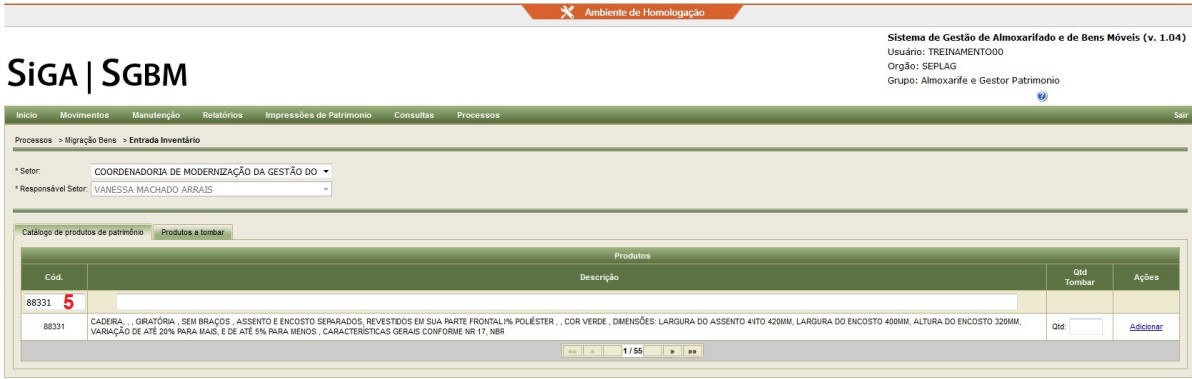 Ambiente de Homologação
Sistema de Gestão de Almoxarifado e de Bens Móveis (v. 1.04)
Usuário: TREINAMENTO00
Orgão: SEPLAG
Grupo: Almoxarife e Gestor Patrimonio
SIGA | SGBM
Inicio Movimentos Manutenção Relatórios Impressões de Patrimonio Consultas Processos Sair
Processos > Migração Bens > Entrada Inventário
* Setor: COORDENADORIA DE MODERNIZAÇÃO DA GESTÃO DO
* Responsável Setor: VANESSA MACHADO ARRAIS
Catálogo de produtos de patrimônio Produtos a tombar
Produtos
Cód. Descrição Qtd Tombar Ações
88331 5
88331 CADEIRA, , , GIRATÓRIA , SEM BRAÇOS , ASSENTO E ENCOSTO SEPARADOS, REVESTIDOS EM SUA PARTE FRONTAL)% POLIÉSTER , , COR VERDE , DIMENSÕES: LARGURA DO ASSENTO 4NTO 420MM, LARGURA DO ENCOSTO 400MM, ALTURA DO ENCOSTO 320MM, Qtd: Adicionar
VARIAÇÃO DE ATÉ 20% PARA MAIS, E DE ATÉ 5% PARA MENOS , CARACTERÍSTICAS GERAIS CONFORME NR 17, NBR
«« « 1 / 55 » »»